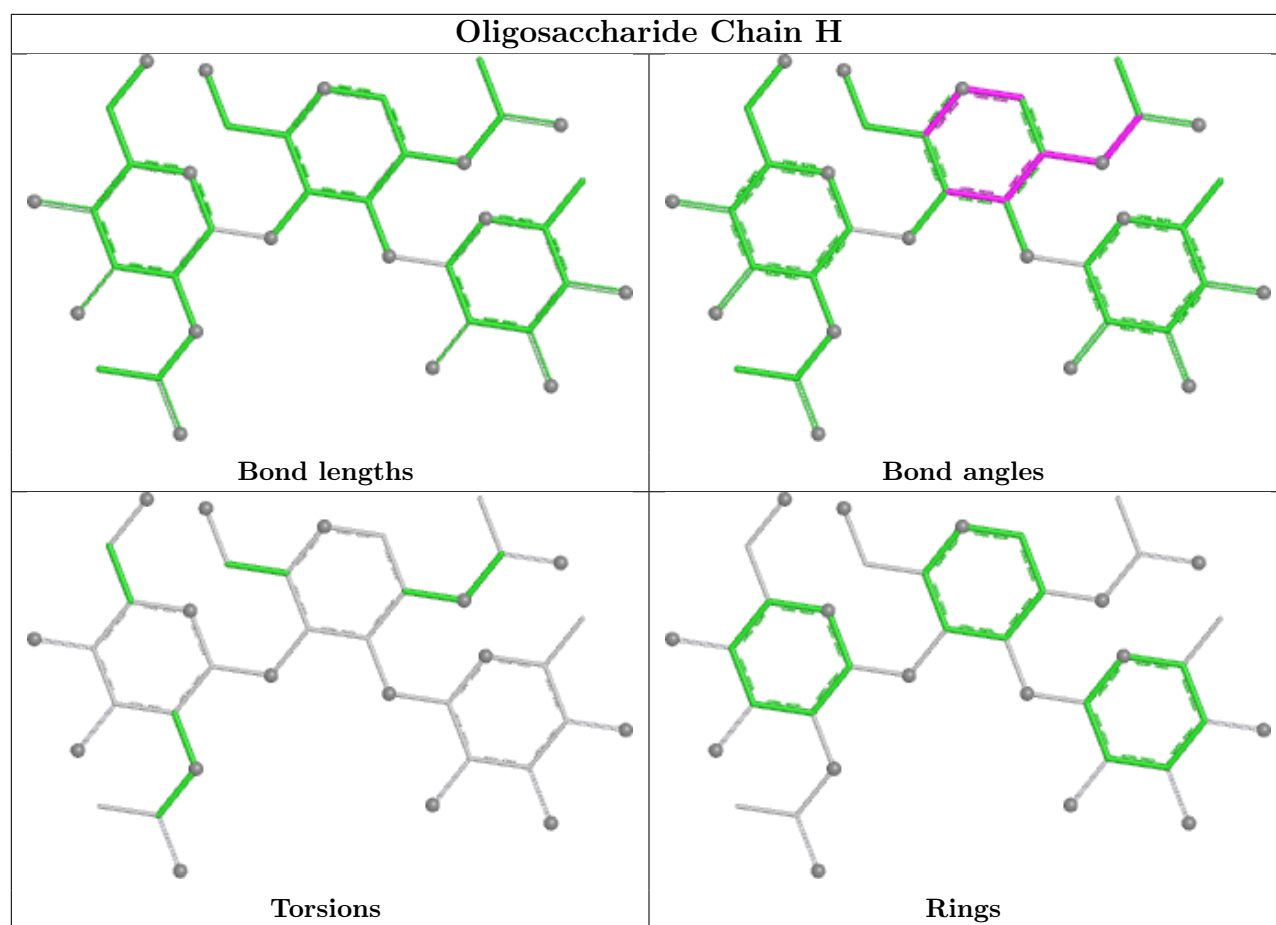 Oligosaccharide Chain H
Bond lengths
Bond angles
Torsions
Rings